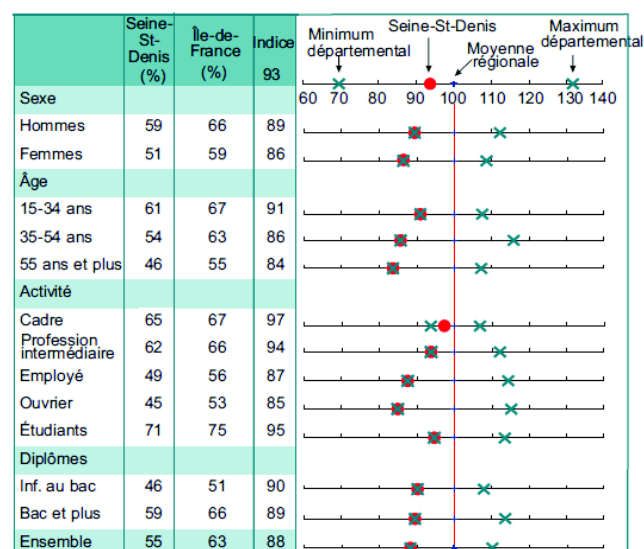 Seine-St-Denis (%) Île-de-France (%) Indice 93
Minimum départemental
Seine-St-Denis
Moyenne régionale
Maximum départemental
60 70 80 90 100 110 120 130 140
Sexe
Hommes 59 66 89
Femmes 51 59 86
Âge
15-34 ans 61 67 91
35-54 ans 54 63 86
55 ans et plus 46 55 84
Activité
Cadre 65 67 97
Profession intermédiaire 62 66 94
Employé 49 56 87
Ouvrier 45 53 85
Étudiants 71 75 95
Diplômes
Inf. au bac 46 51 90
Bac et plus 59 66 89
Ensemble 55 63 88